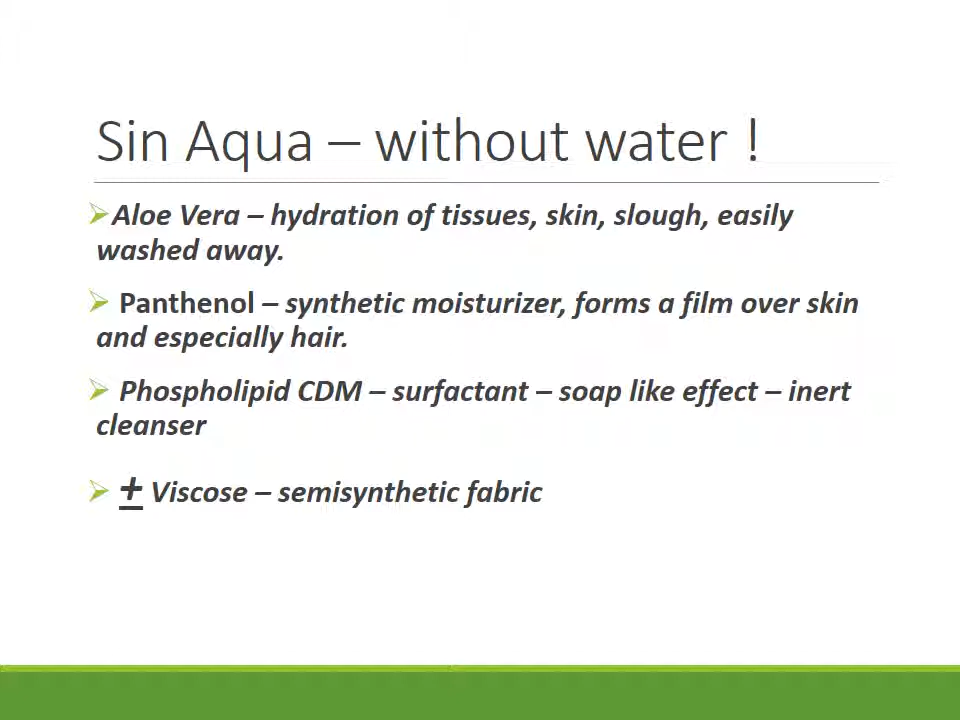 Sin Aqua – without water !
➢Aloe Vera – hydration of tissues, skin, slough, easily
washed away.
➢ Panthenol – synthetic moisturizer, forms a film over skin
and especially hair.
➢ Phospholipid CDM – surfactant – soap like effect – inert
cleanser
➢ ± Viscose – semisynthetic fabric